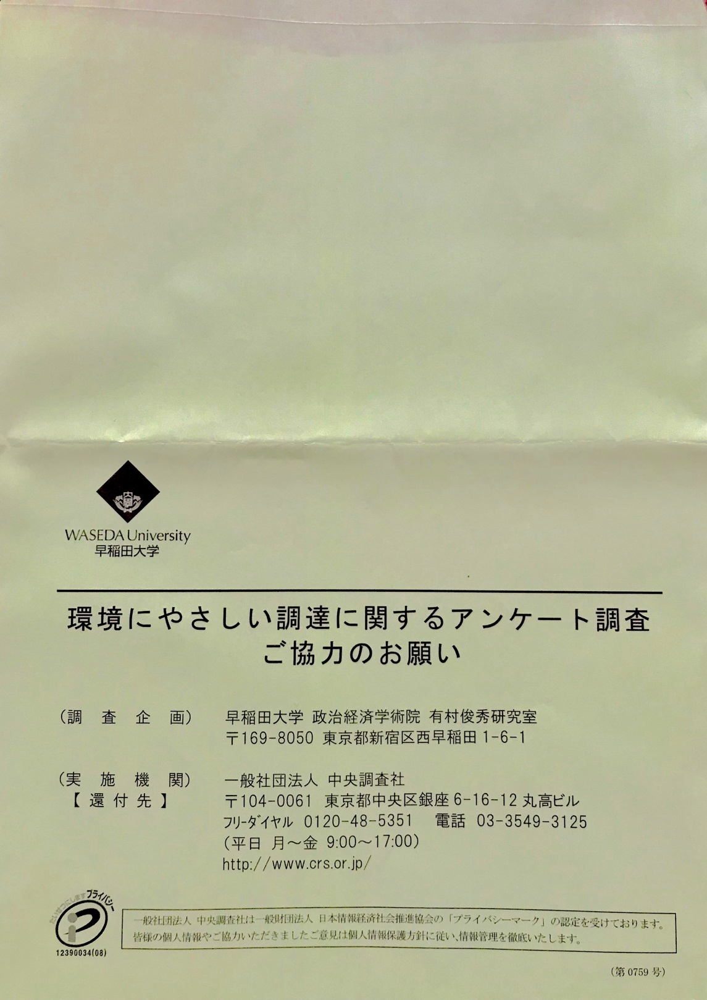 WASEDA University
早稲田大学
環境にやさしい調達に関するアンケート調査
ご協力のお願い
（調査企画） 早稲田大学 政治経済学術院 有村俊秀研究室
〒169-8050 東京都新宿区西早稲田1-6-1
（実施機関） 一般社団法人 中央調査社
【還付先】 〒104-0061 東京都中央区銀座6-16-12 丸高ビル
ﾌﾘｰﾀﾞｲﾔﾙ 0120-48-5351 電話 03-3549-3125
（平日 月～金 9:00～17:00）
http://www.crs.or.jp/
たいせつにします プライバシー
12390034(08)
一般社団法人 中央調査社は一般財団法人 日本情報経済社会推進協会の「プライバシーマーク」の認定を受けております。
皆様の個人情報やご協力いただきましたご意見は個人情報保護方針に従い、情報管理を徹底いたします。
（第0759号）